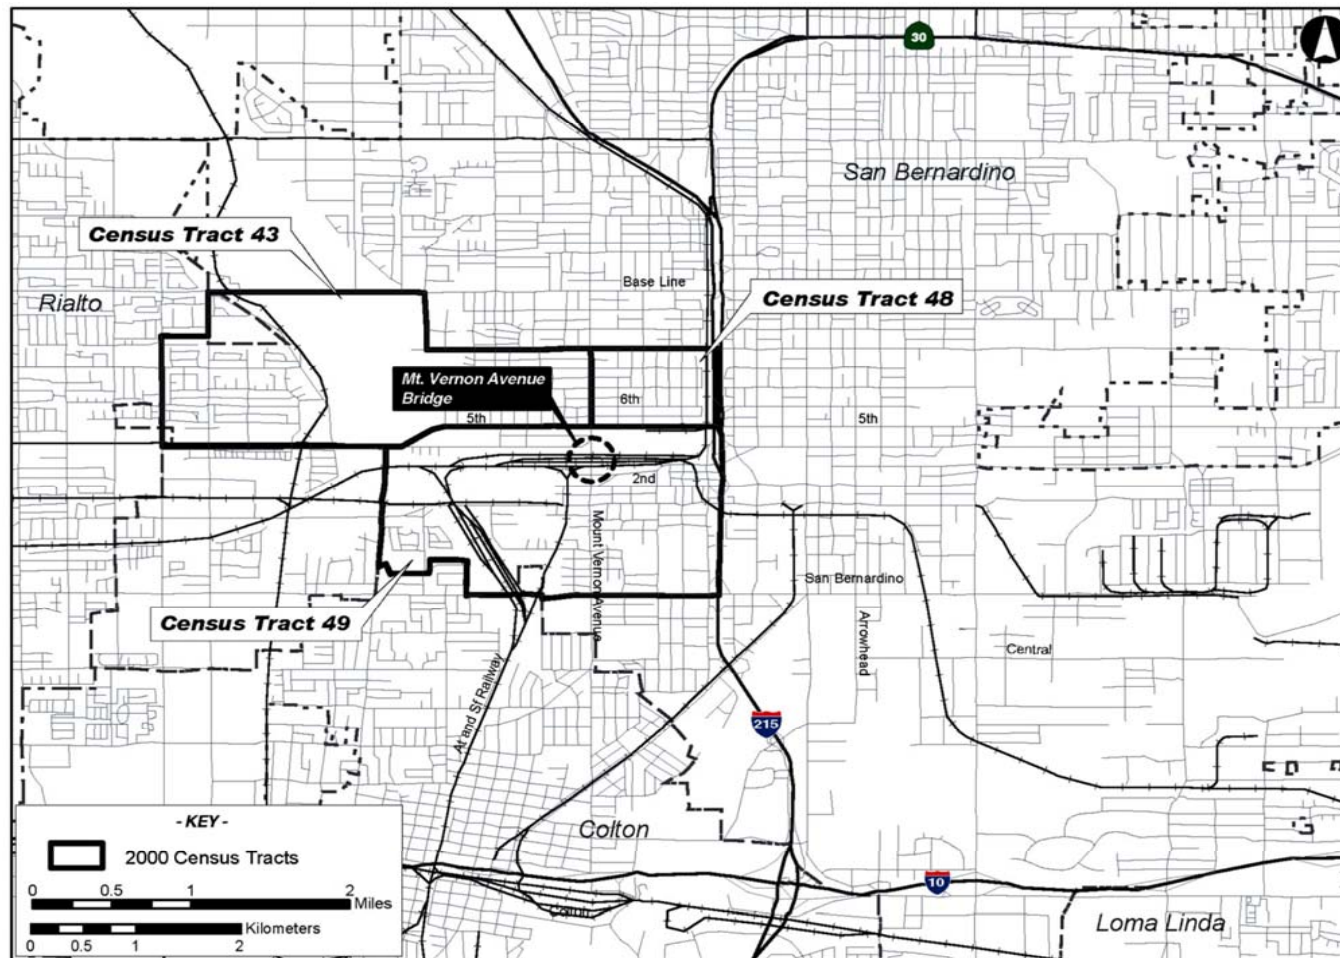 30
San Bernardino
Census Tract 43
Base Line
Rialto
Census Tract 48
Mt. Vernon Avenue
Bridge
6th
5th
5th
2nd
Mount Vernon Avenue
San Bernardino
Census Tract 49
Arrowhead
Central
At and Sf Railway
215
- KEY -
2000 Census Tracts
0 0.5 1 2
Miles
Kilometers
0 0.5 1 2
Colton
10
Loma Linda